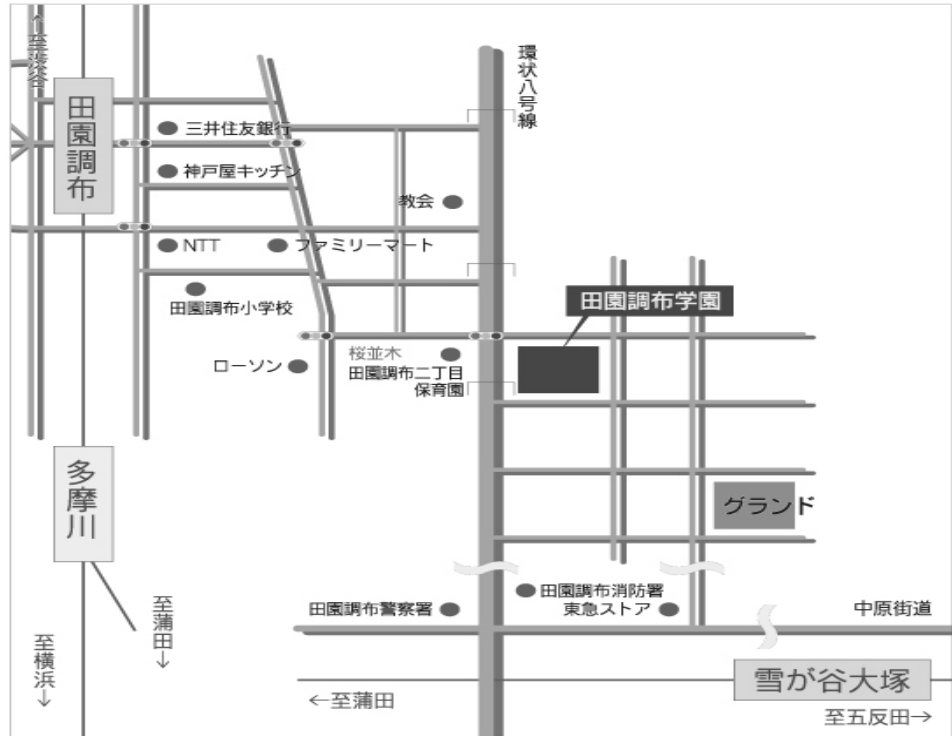 ←至渋谷
環状八号線
田園調布
三井住友銀行
神戸屋キッチン
教会
NTT
ファミリーマート
田園調布学園
田園調布小学校
桜並木
ローソン
田園調布二丁目
保育園
多摩川
グランド
田園調布消防署
田園調布警察署
東急ストア
中原街道
至蒲田→
至横浜→
雪が谷大塚
←至蒲田
至五反田→